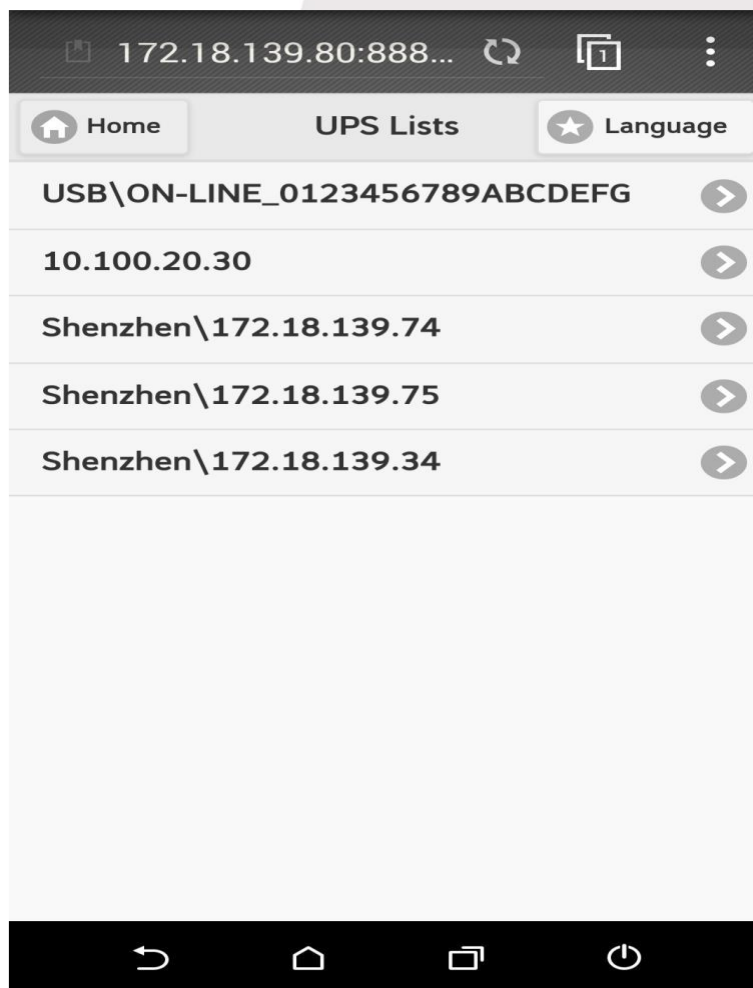 172.18.139.80:888...
1
Home
UPS Lists
Language
USB\ON-LINE_0123456789ABCDEFG
10.100.20.30
Shenzhen\172.18.139.74
Shenzhen\172.18.139.75
Shenzhen\172.18.139.34